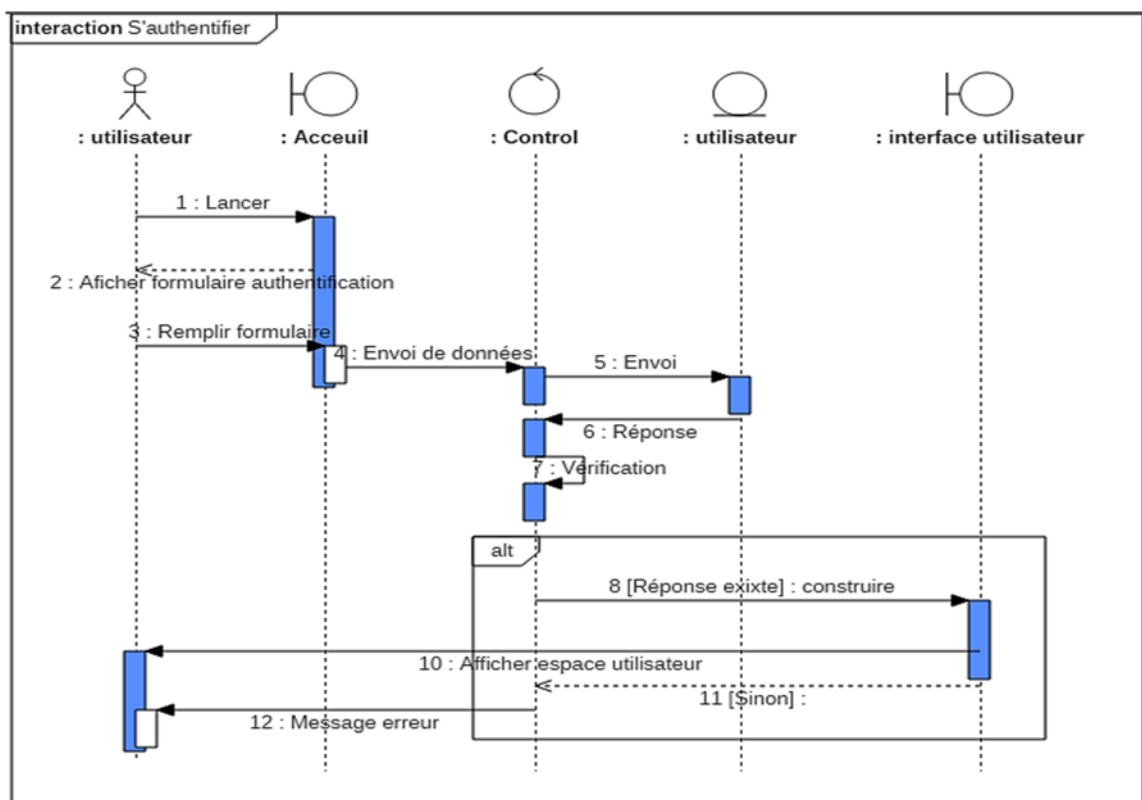 interaction S'authentifier
: utilisateur
: Acceuil
: Control
: utilisateur
: interface utilisateur
1 : Lancer
2 : Aficher formulaire authentification
3 : Remplir formulaire
4 : Envoi de données
5 : Envoi
6 : Réponse
7 : Vérification
alt
8 [Réponse exixte] : construire
10 : Afficher espace utilisateur
11 [Sinon] :
12 : Message erreur